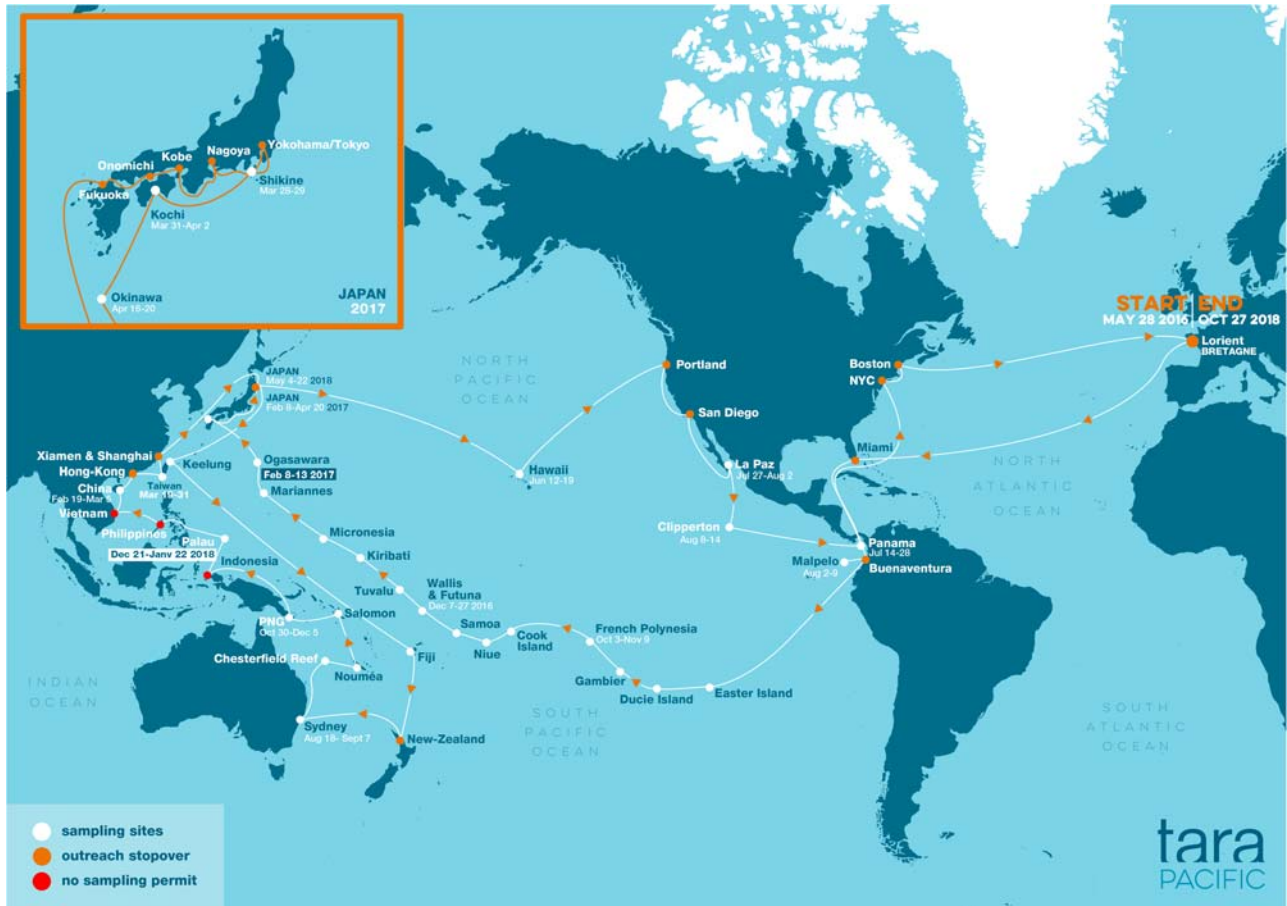 Yokohama/Tokyo
Nagoya
Kobe
Onomichi
Fukuoka
Shikine
Mar 28-29
Kochi
Mar 31-Apr 2
Okinawa
Apr 16-20
JAPAN
2017
START
MAY 28 2016
END
OCT 27 2018
Lorient
BRETAGNE
NORTH
PACIFIC
OCEAN
Portland
Boston
NYC
San Diego
Miami
NORTH
ATLANTIC
OCEAN
JAPAN
May 4-22 2018
JAPAN
Feb 8-Apr 20 2017
Xiamen & Shanghai
Keelung
Hong-Kong
Taiwan
Mar 19-31
China
Feb 19-Mar 5
Vietnam
Philippines
Palau
Dec 21-Janv 22 2018
Indonesia
Ogasawara
Feb 8-13 2017
Mariannes
Micronesia
Kiribati
Tuvalu
Wallis
& Futuna
Dec 7-27 2016
Hawaii
Jun 12-19
La Paz
Jul 27-Aug 2
Clipperton
Aug 8-14
Panama
Jul 14-28
Malpelo
Aug 2-9
Buenaventura
PNG
Oct 30-Dec 5
Salomon
Samoa
Niue
Cook
Island
French Polynesia
Oct 3-Nov 9
Gambier
Ducie Island
Easter Island
Chesterfield Reef
Nouméa
Fiji
Sydney
Aug 18- Sept 7
New-Zealand
INDIAN
OCEAN
SOUTH
PACIFIC
OCEAN
SOUTH
ATLANTIC
OCEAN
sampling sites
outreach stopover
no sampling permit
tara
PACIFIC